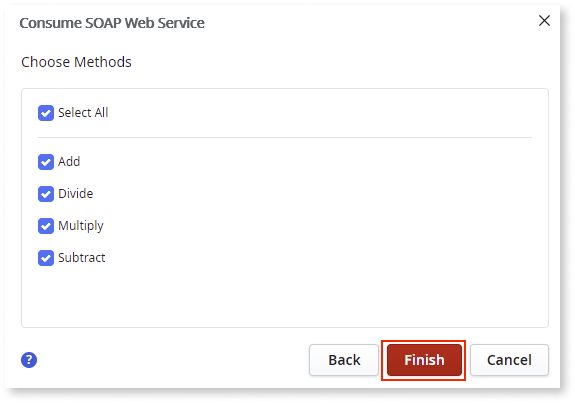 Consume SOAP Web Service
Choose Methods
Select All
Add
Divide
Multiply
Subtract
?
Back Finish Cancel